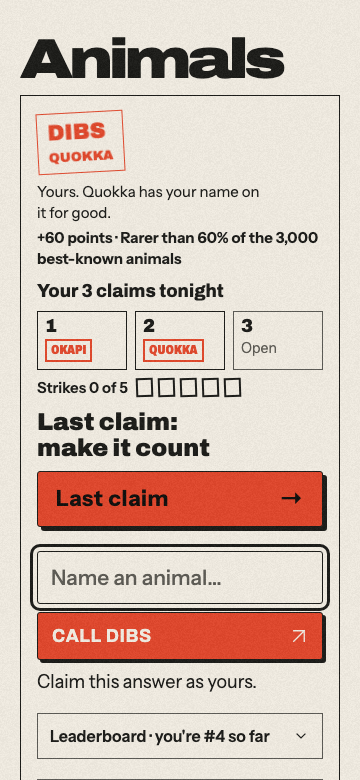 Animals
DIBS
QUOKKA
Yours. Quokka has your name on
it for good.
+60 points · Rarer than 60% of the 3,000
best-known animals
Your 3 claims tonight
1
OKAPI
2
QUOKKA
3
Open
Strikes 0 of 5
Last claim:
make it count
Last claim →
Name an animal...
CALL DIBS
Claim this answer as yours.
Leaderboard · you're #4 so far